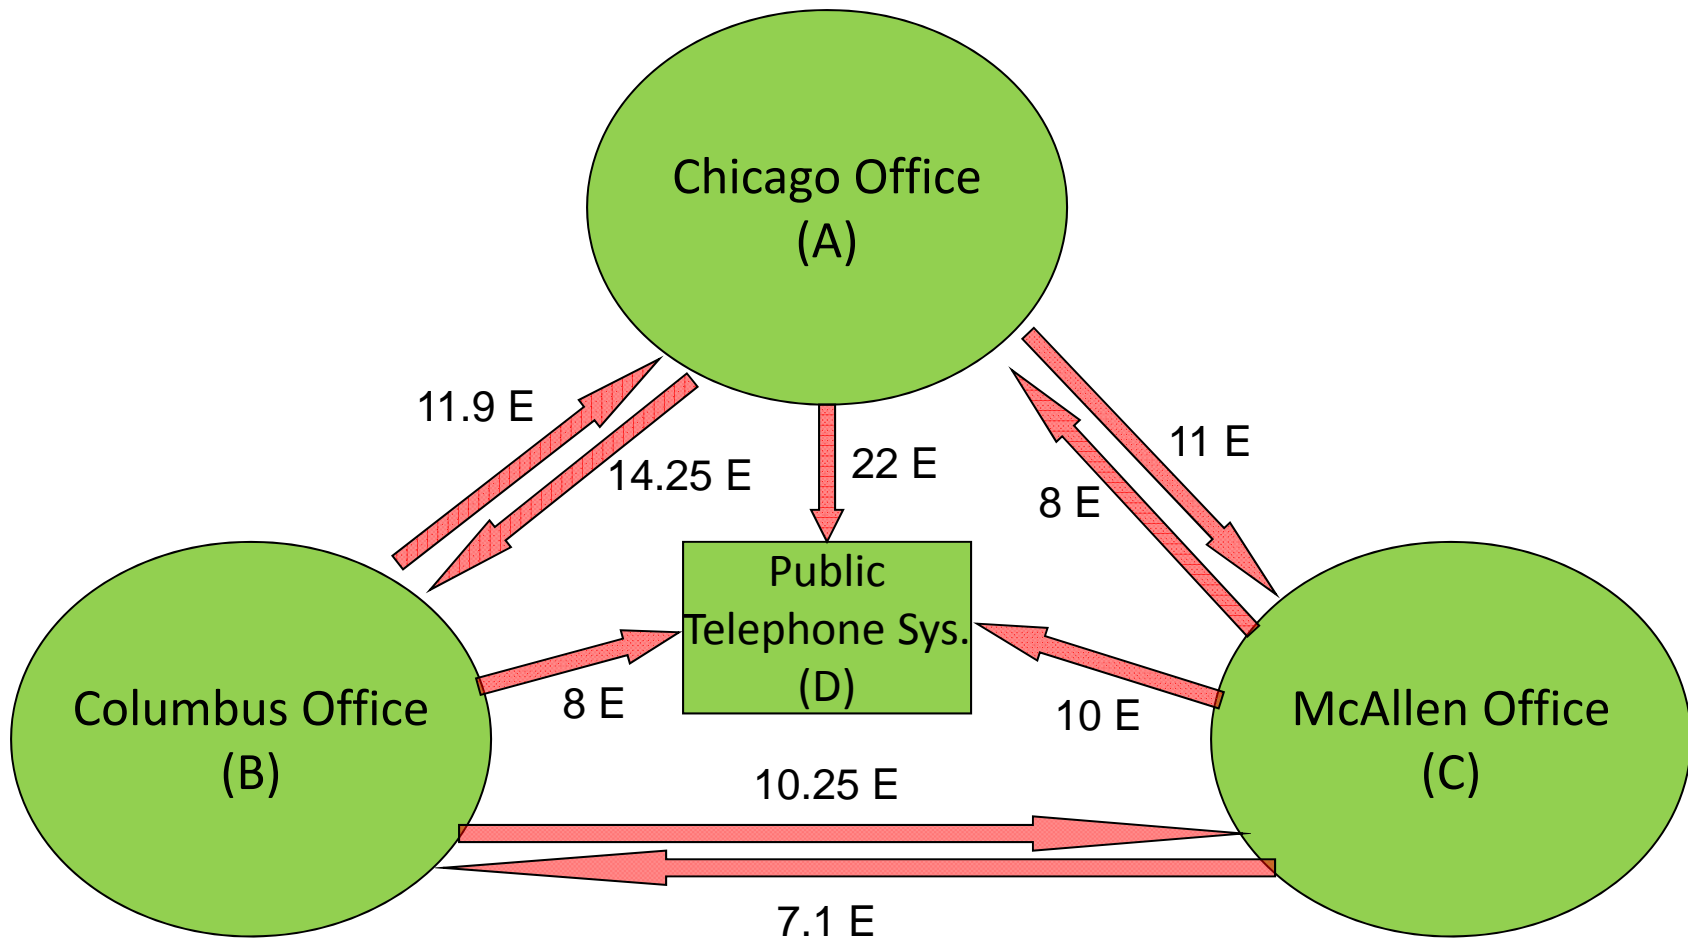 Chicago Office
(A)
11.9 E
14.25 E
22 E
11 E
8 E
Public
Telephone Sys.
(D)
Columbus Office
(B)
8 E
10 E
McAllen Office
(C)
10.25 E
7.1 E